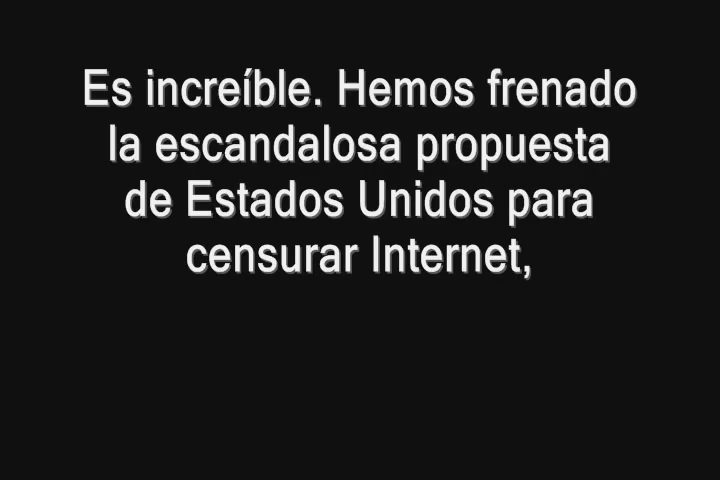 Es increíble. Hemos frenado
la escandalosa propuesta
de Estados Unidos para
censurar Internet,